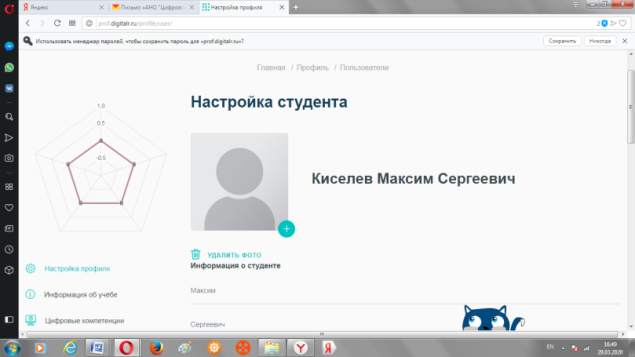 Яндекс
Письмо «АНО "Цифрово
Настройка профиля
prof.digitalr.ru/profile/user/
2
Использовать менеджер паролей, чтобы сохранить пароль для «prof.digitalr.ru»?
Сохранить
Никогда
Главная / Профиль / Пользователи
Настройка студента
1.0
0.5
-0.5
Киселев Максим Сергеевич
УДАЛИТЬ ФОТО
Информация о студенте
Настройка профиля
Максим
Информация об учёбе
Цифровые компетенции
Сергеевич
EN
16:49
29.03.2020